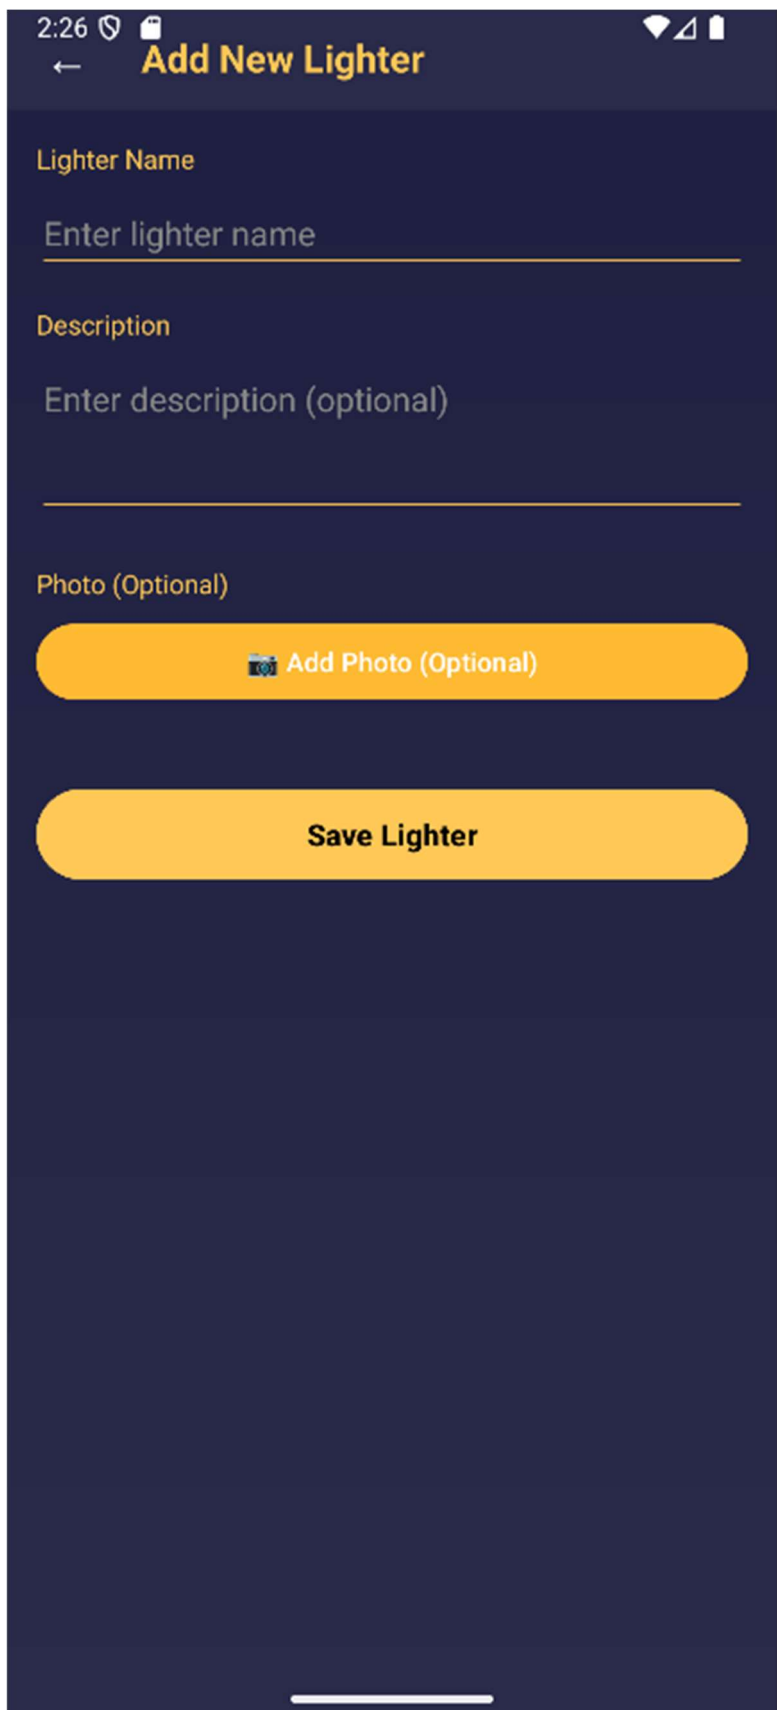 2:26
← Add New Lighter
Lighter Name
Enter lighter name
Description
Enter description (optional)
Photo (Optional)
📷 Add Photo (Optional)
Save Lighter